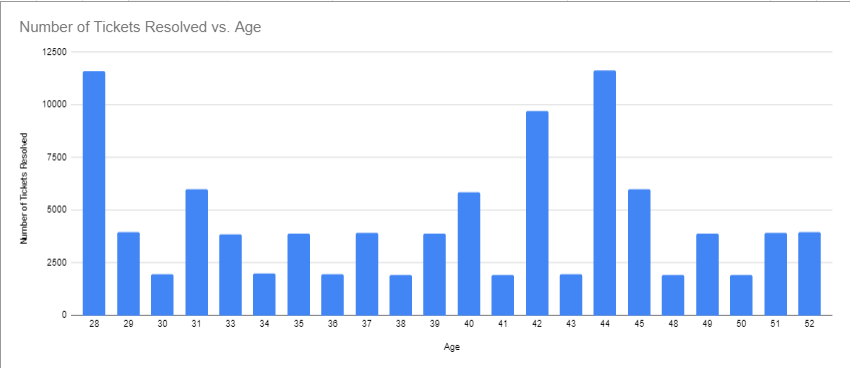 Number of Tickets Resolved vs. Age
Number of Tickets Resolved
12500
10000
7500
5000
2500
0
28 29 30 31 33 34 35 36 37 38 39 40 41 42 43 44 45 48 49 50 51 52
Age